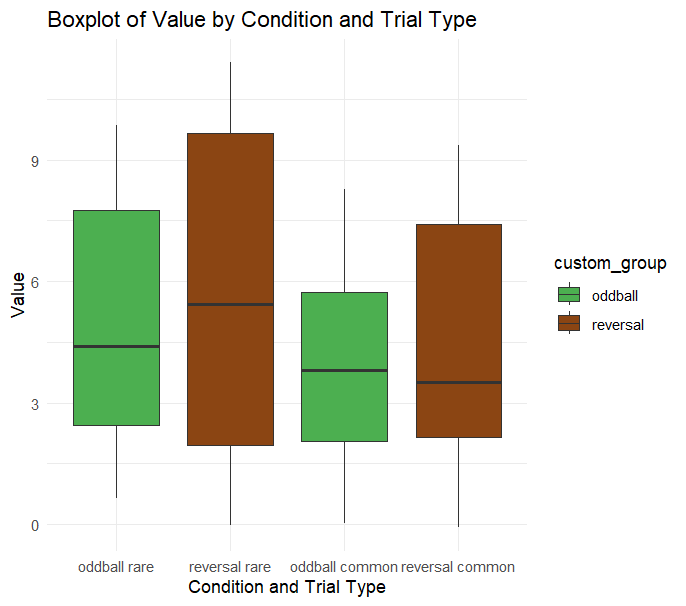 Boxplot of Value by Condition and Trial Type
Value
9
6
3
0
oddball rare
reversal rare
oddball common
reversal common
Condition and Trial Type
custom_group
oddball
reversal